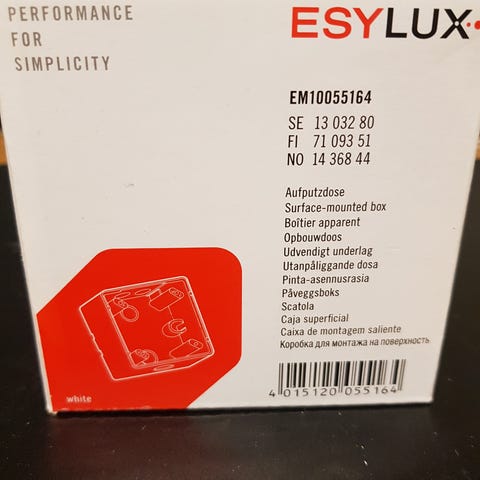 PERFORMANCE
FOR
SIMPLICITY
ESYLUX
EM10055164
SE 13 032 80
FI 71 093 51
NO 14 368 44
Aufputzdose
Surface-mounted box
Boîtier apparent
Opbouwdoos
Udvendigt underlag
Utanpåliggande dosa
Pinta-asennusrasia
Påveggsboks
Scatola
Caja superficial
Caixa de montagem saliente
Коробка для монтажа на поверхность
white
4 015120 055164